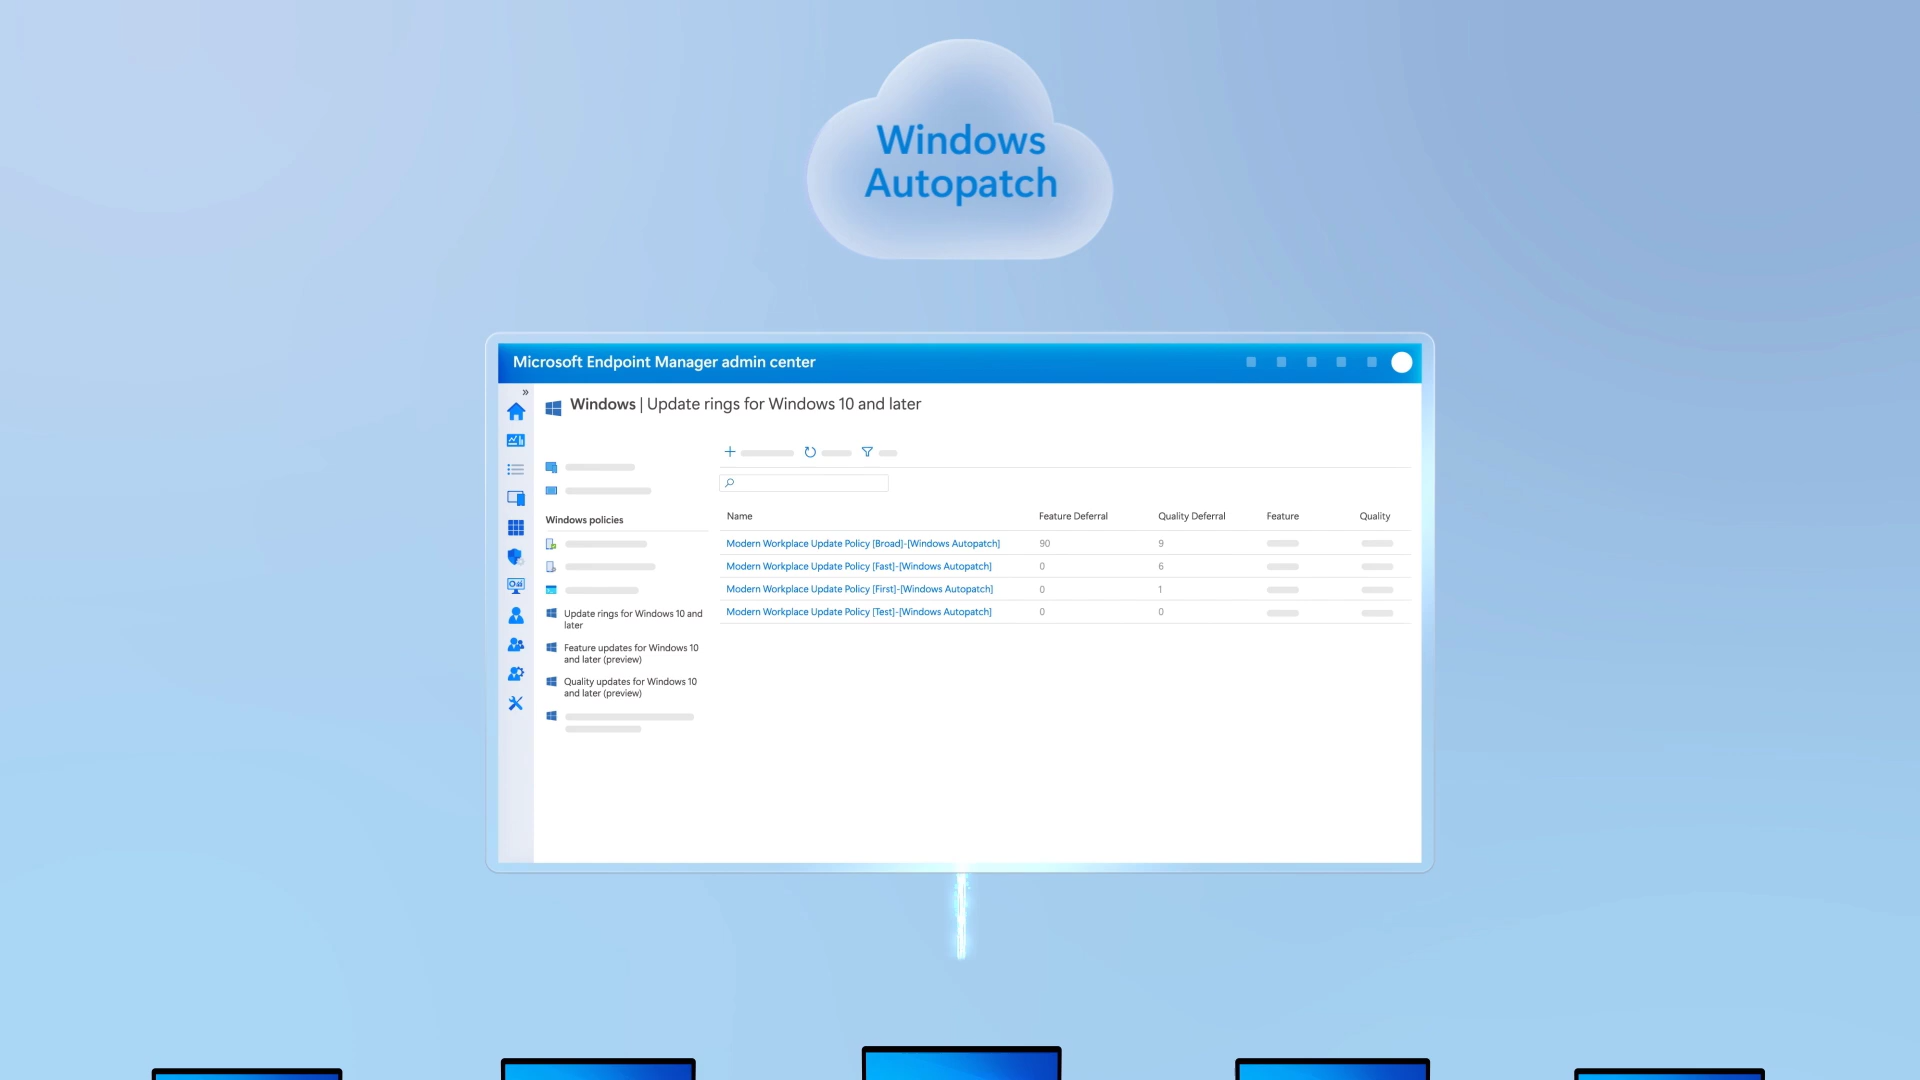 Windows
Autopatch
Microsoft Endpoint Manager admin center
Windows | Update rings for Windows 10 and later
Windows policies
Update rings for Windows 10 and
later
Feature updates for Windows 10
and later (preview)
Quality updates for Windows 10
and later (preview)
Name Feature Deferral Quality Deferral Feature Quality
Modern Workplace Update Policy [Broad]-[Windows Autopatch] 90 9
Modern Workplace Update Policy [Fast]-[Windows Autopatch] 0 6
Modern Workplace Update Policy [First]-[Windows Autopatch] 0 1
Modern Workplace Update Policy [Test]-[Windows Autopatch] 0 0